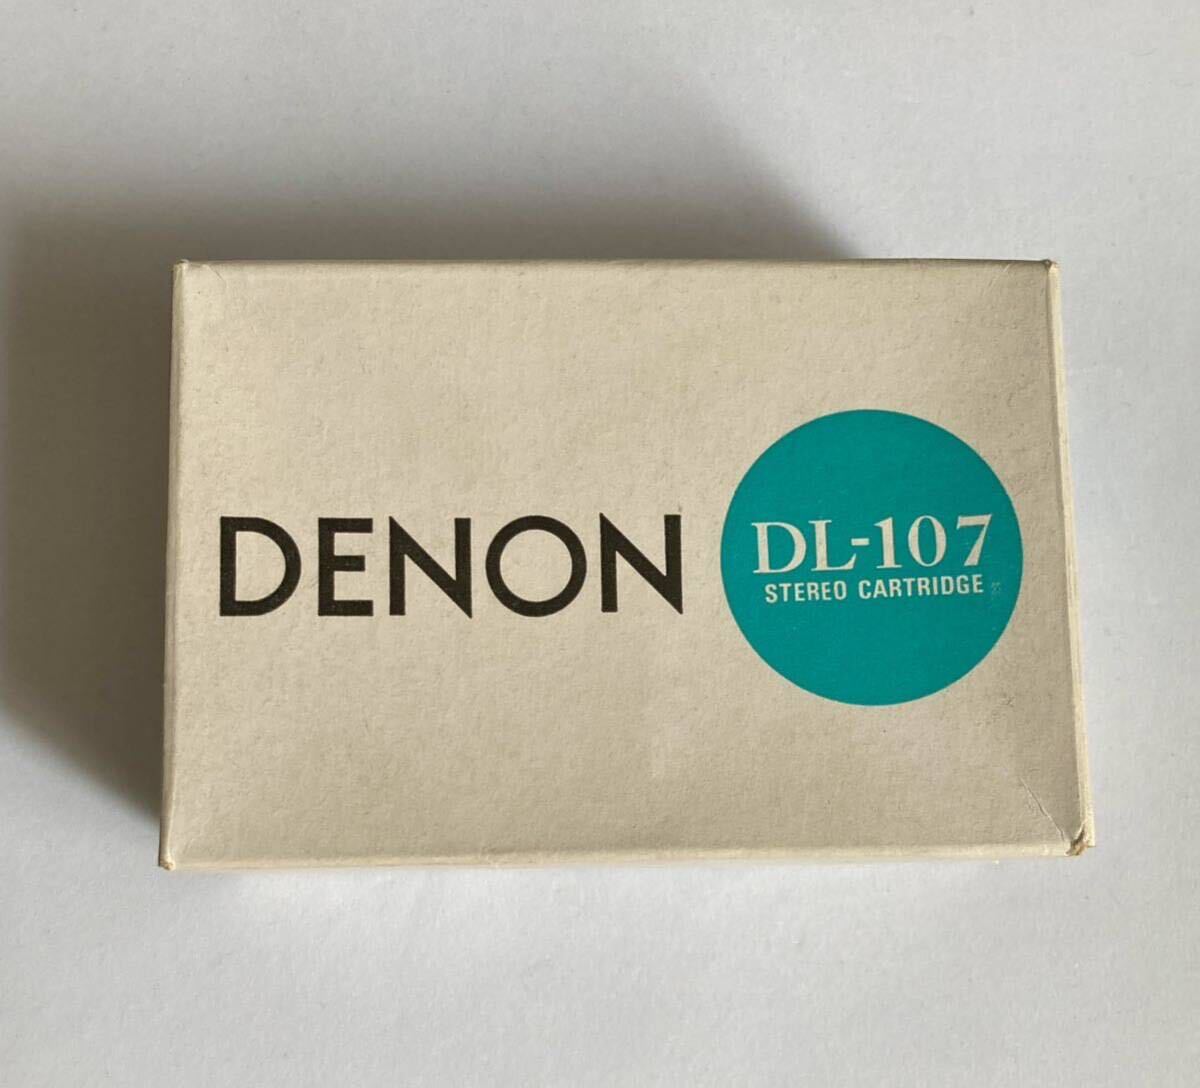 DENON
DL-107
STEREO CARTRIDGE